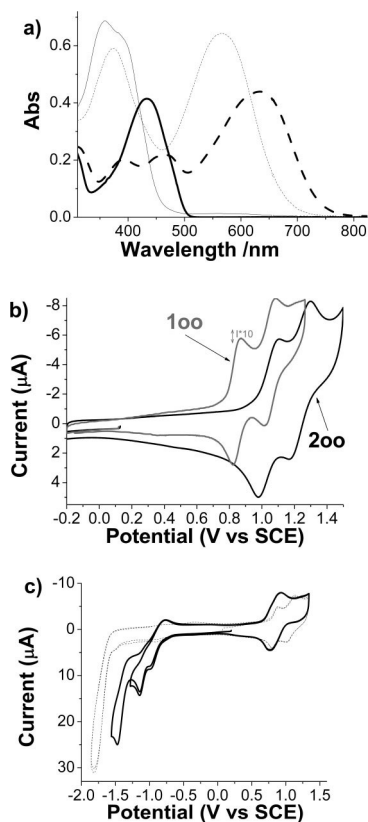 a)
0.6
0.4
0.2
0.0
Abs
400 500 600 700 800
Wavelength /nm
b)
-8
-6
-4
-2
0
2
4
Current (μA)
1oo
I*10
2oo
-0.2 0.0 0.2 0.4 0.6 0.8 1.0 1.2 1.4
Potential (V vs SCE)
c)
-10
0
10
20
30
Current (μA)
-2.0 -1.5 -1.0 -0.5 0.0 0.5 1.0 1.5
Potential (V vs SCE)